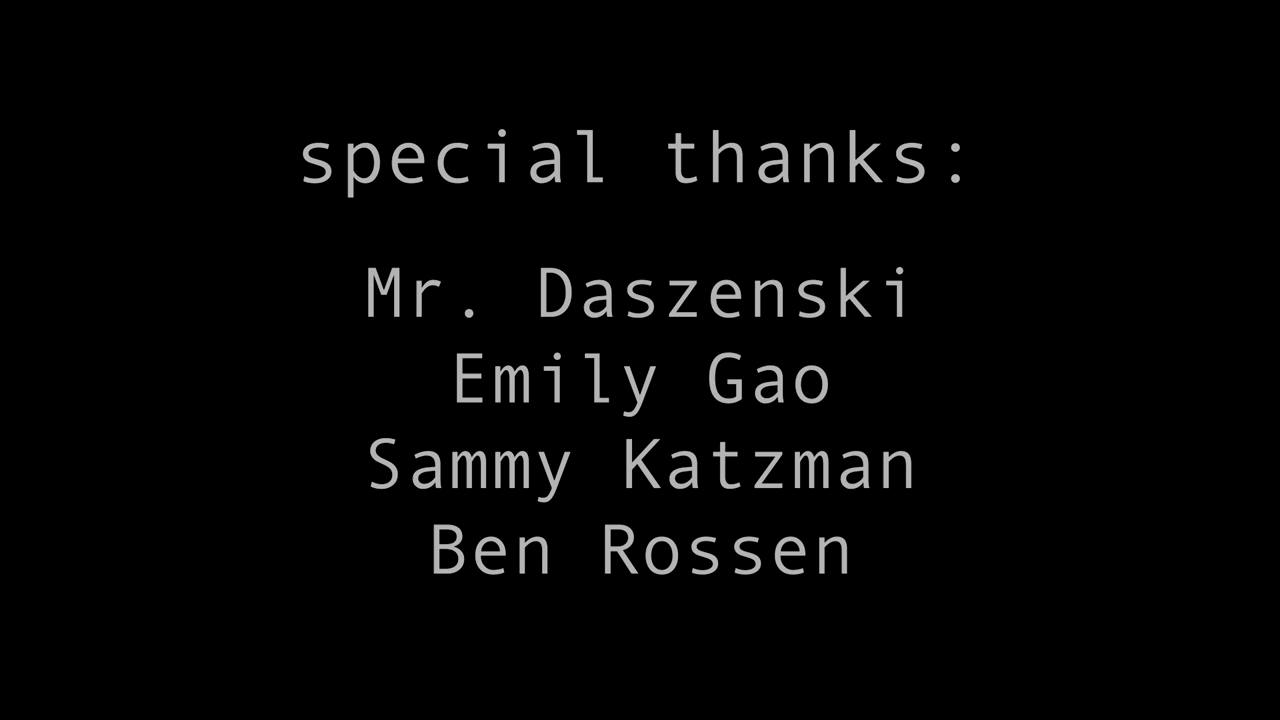 special thanks:
Mr. Daszenski
Emily Gao
Sammy Katzman
Ben Rossen